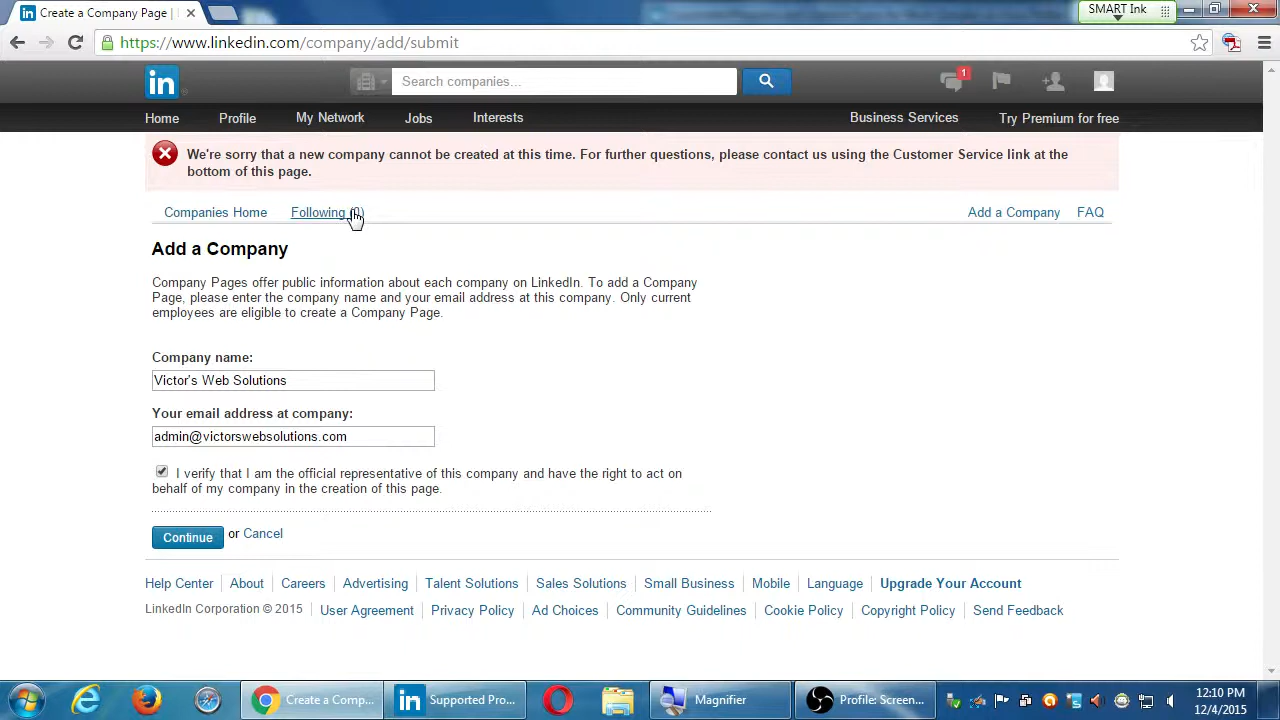 Create a Company Page |
SMART Ink
https://www.linkedin.com/company/add/submit
in
Search companies...
1
Home Profile My Network Jobs Interests Business Services Try Premium for free
We're sorry that a new company cannot be created at this time. For further questions, please contact us using the Customer Service link at the
bottom of this page.
Companies Home Following (0) Add a Company FAQ
Add a Company
Company Pages offer public information about each company on LinkedIn. To add a Company
Page, please enter the company name and your email address at this company. Only current
employees are eligible to create a Company Page.
Company name:
Victor's Web Solutions
Your email address at company:
admin@victorswebsolutions.com
I verify that I am the official representative of this company and have the right to act on
behalf of my company in the creation of this page.
Continue or Cancel
Help Center About Careers Advertising Talent Solutions Sales Solutions Small Business Mobile Language Upgrade Your Account
LinkedIn Corporation © 2015 User Agreement Privacy Policy Ad Choices Community Guidelines Cookie Policy Copyright Policy Send Feedback
Create a Comp... Supported Pro... Magnifier Profile: Screen...
12:10 PM
12/4/2015